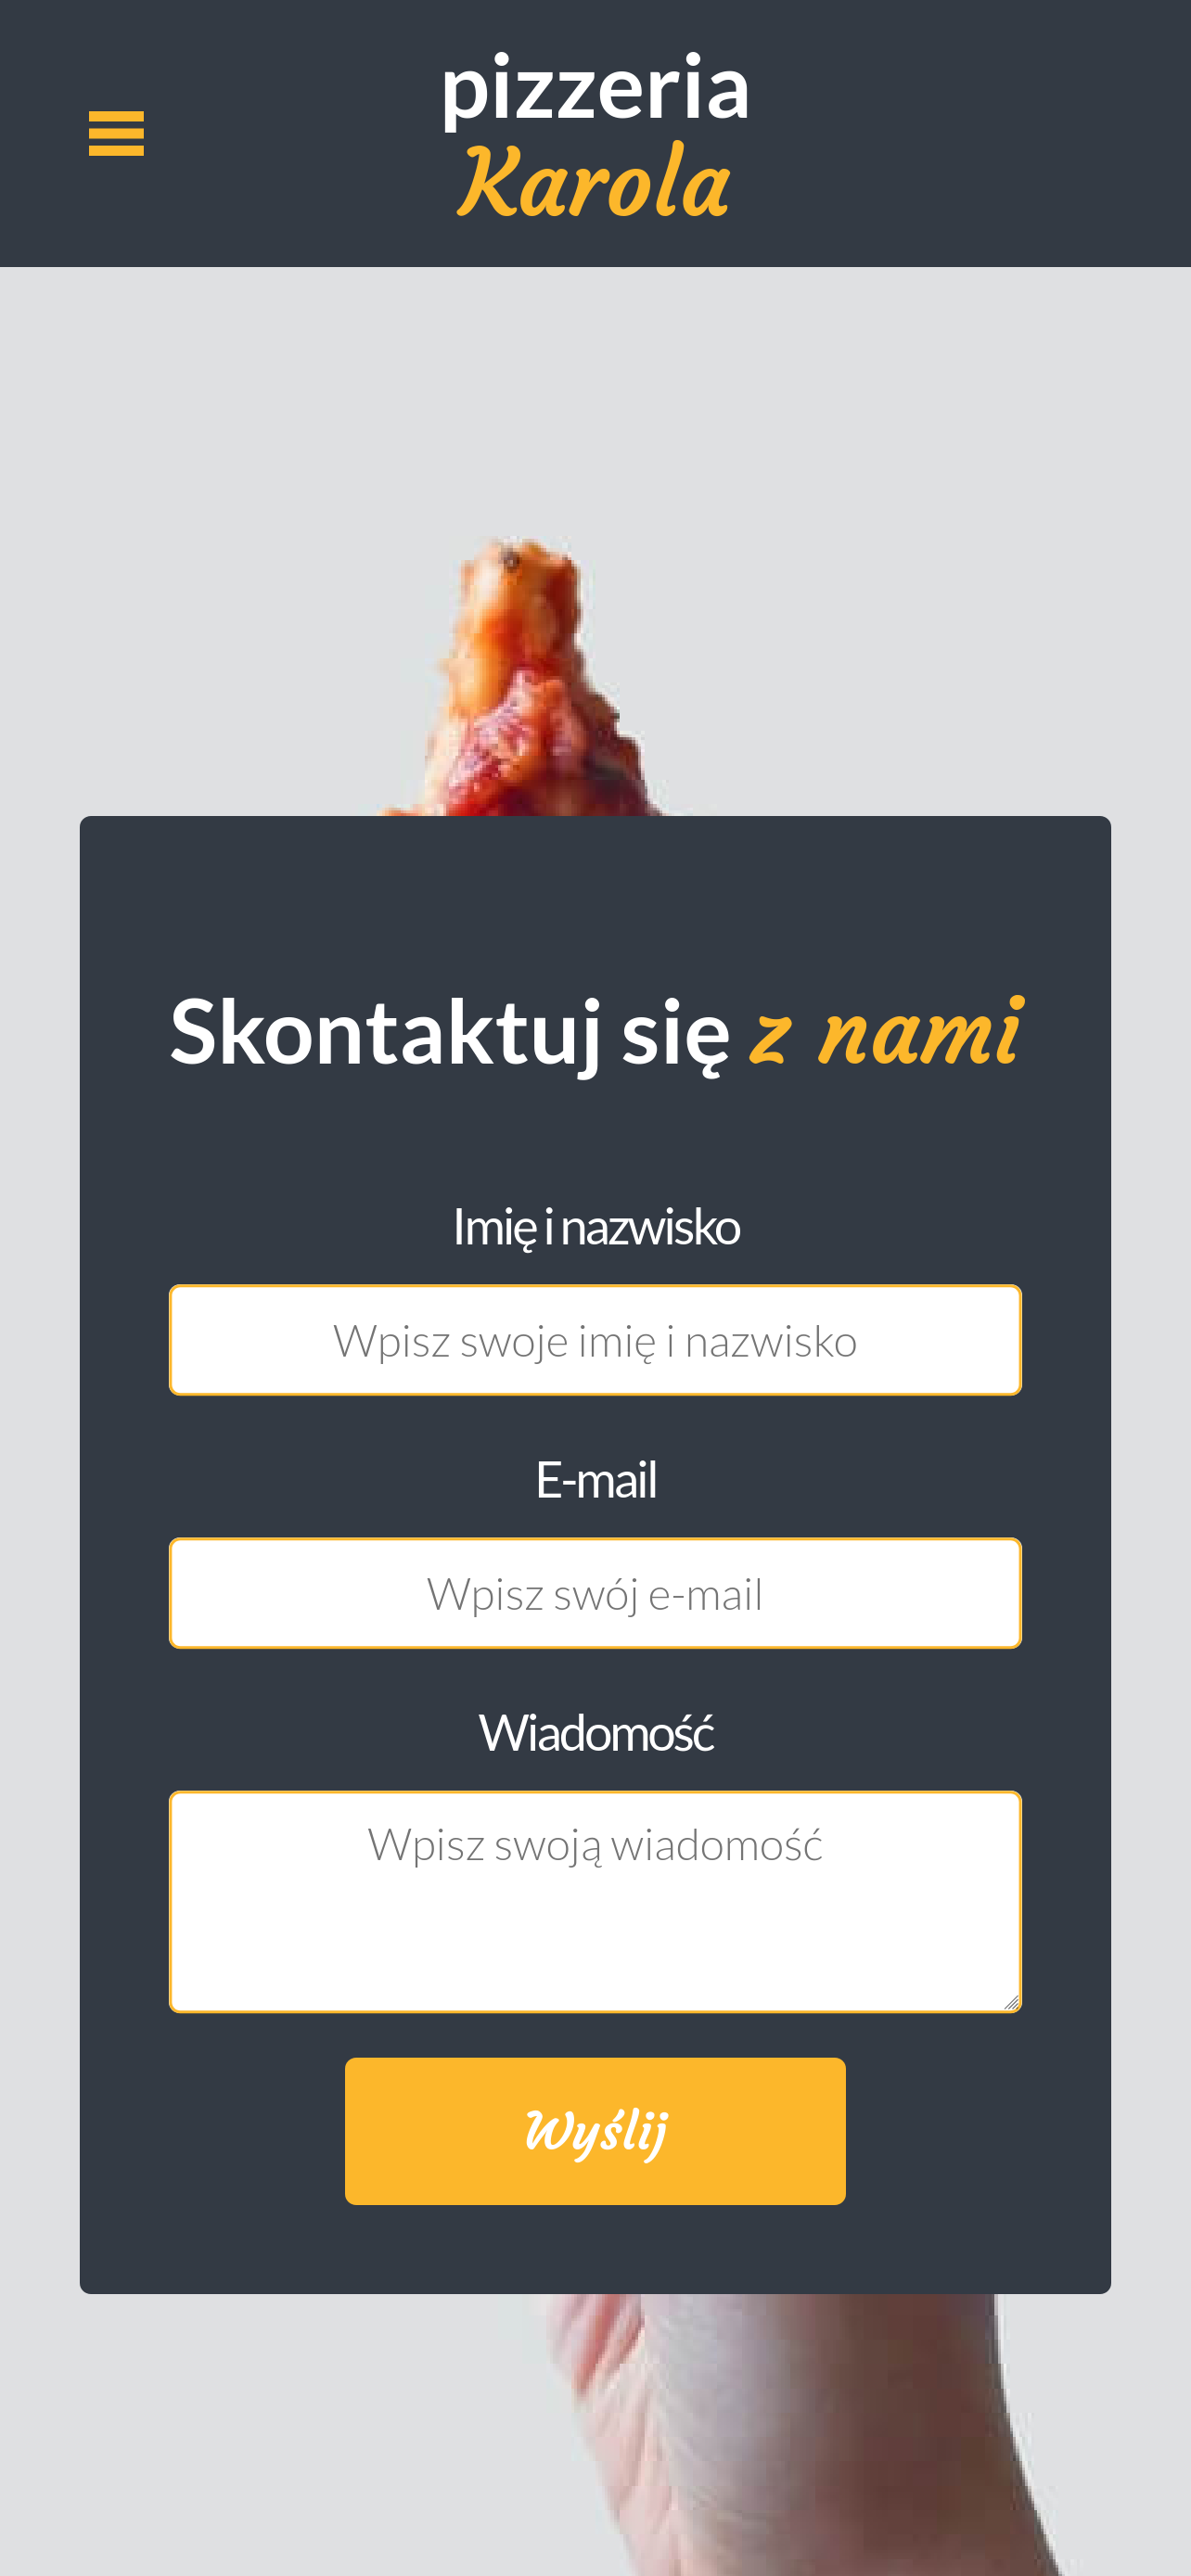 pizzeria
Karola
Skontaktuj się z nami
Imię i nazwisko
Wpisz swoje imię i nazwisko
E-mail
Wpisz swój e-mail
Wiadomość
Wpisz swoją wiadomość
Wyślij